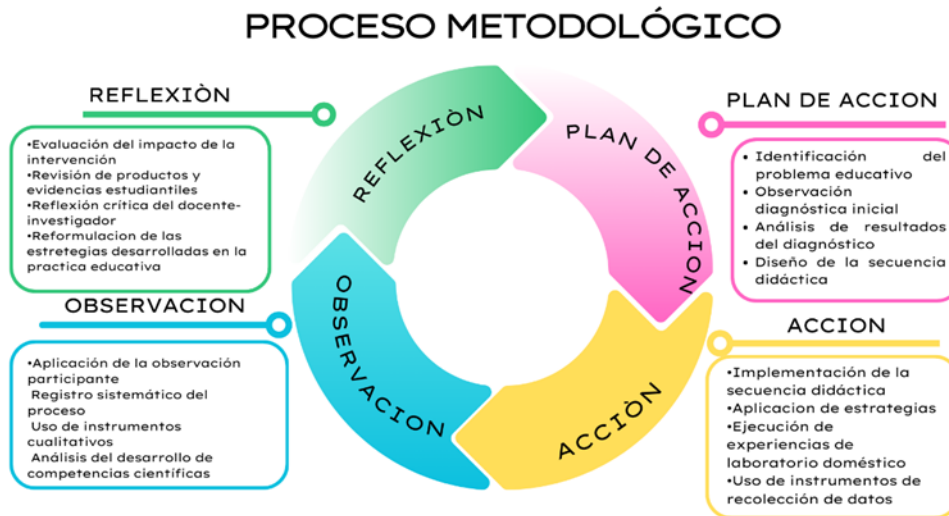 PROCESO METODOLÓGICO
REFLEXIÒN
•Evaluación del impacto de la
intervención
•Revisión de productos y
evidencias estudiantiles
•Reflexión crítica del docente-
investigador
•Reformulacion de las
estretegias desarrolladas en la
practica educativa
OBSERVACION
•Aplicación de la observación
participante
Registro sistemático del
proceso
Uso de instrumentos
cualitativos
Análisis del desarrollo de
competencias científicas
REFLEXIÒN
PLAN DE ACCION
OBSERVACION
ACCIÒN
PLAN DE ACCION
• Identificación del
problema educativo
• Observación
diagnóstica inicial
• Análisis de resultados
del diagnóstico
• Diseño de la secuencia
didáctica
ACCION
•Implementación de la
secuencia didáctica
•Aplicacion de estrategias
•Ejecución de
experiencias de
laboratorio doméstico
•Uso de instrumentos de
recolección de datos